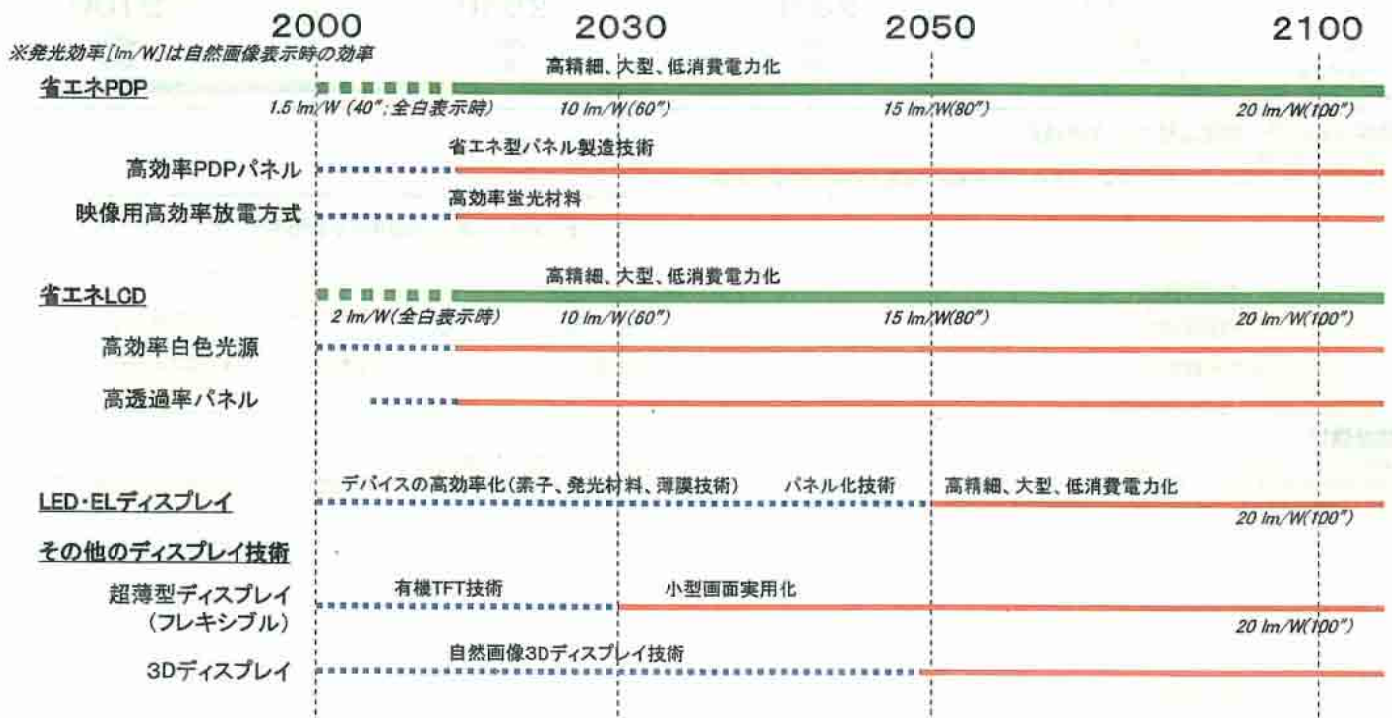 2000 2030 2050 2100
※発光効率[lm/W]は自然画像表示時の効率
省エネPDP 高精細、大型、低消費電力化
1.5 lm/W (40″;全白表示時) 10 lm/W(60″) 15 lm/W(80″) 20 lm/W(100″)
高効率PDPパネル 省エネ型パネル製造技術
映像用高効率放電方式 高効率蛍光材料
省エネLCD 高精細、大型、低消費電力化
2 lm/W(全白表示時) 10 lm/W(60″) 15 lm/W(80″) 20 lm/W(100″)
高効率白色光源
高透過率パネル
LED・ELディスプレイ デバイスの高効率化(素子、発光材料、薄膜技術) パネル化技術 高精細、大型、低消費電力化
20 lm/W(100″)
その他のディスプレイ技術
超薄型ディスプレイ 有機TFT技術 小型画面実用化
(フレキシブル) 20 lm/W(100″)
3Dディスプレイ 自然画像3Dディスプレイ技術